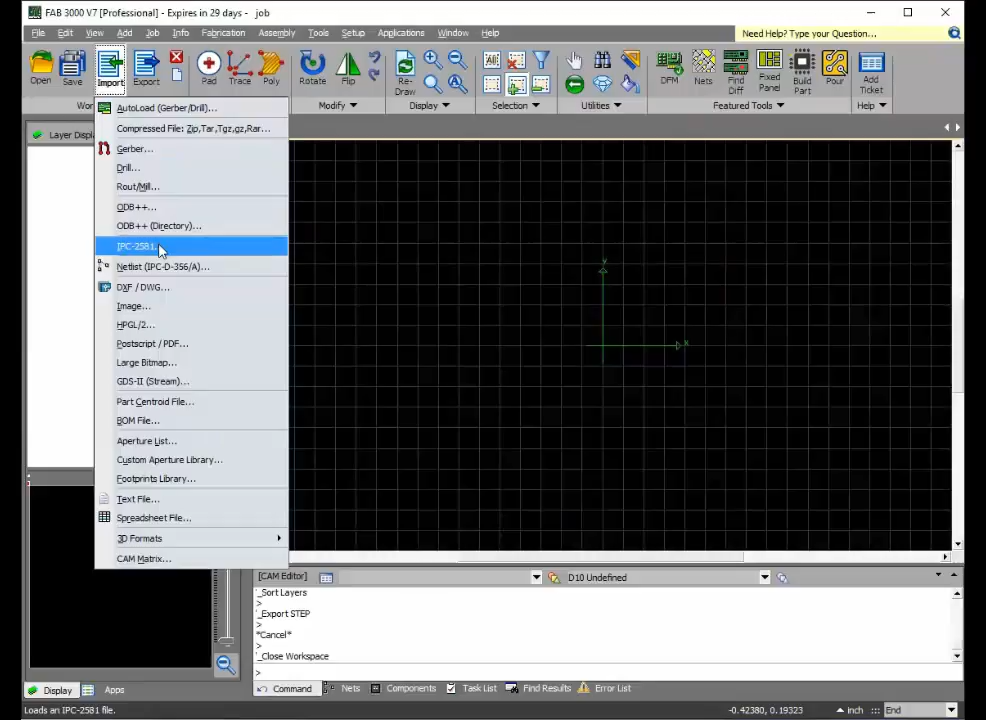 FAB 3000 V7 [Professional] - Expires in 29 days - job
File Edit View Add Job Info Fabrication Assembly Tools Setup Applications Window Help
Need Help? Type your Question...
Open Save Import Export Pad Trace Poly Rotate Flip Re-Draw DFM Nets Find Diff Fixed Panel Build Part Pour Add Ticket
Wor Modify Display Selection Utilities Featured Tools Help
Layer Displ
AutoLoad (Gerber/Drill)...
Compressed File: Zip,Tar,Tgz,gz,Rar...
Gerber...
Drill...
Rout/Mill...
ODB++...
ODB++ (Directory)...
IPC-2581..
Netlist (IPC-D-356/A)...
DXF / DWG...
Image...
HPGL/2...
Postscript / PDF...
Large Bitmap...
GDS-II (Stream)...
Part Centroid File...
BOM File...
Aperture List...
Custom Aperture Library...
Footprints Library...
Text File...
Spreadsheet File...
3D Formats
CAM Matrix...
Y
X
[CAM Editor] D10 Undefined
'_Sort Layers
>
'_Export STEP
>
*Cancel*
>
'_Close Workspace
>
Display Apps Command Nets Components Task List Find Results Error List
Loads an IPC-2581 file. -0.42380, 0.19323 Inch ::: End